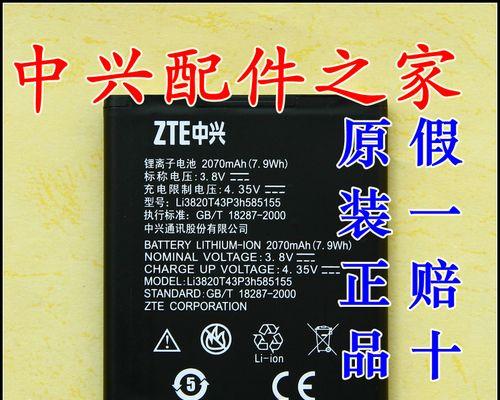 中兴配件之家
原装正品
假一赔十
ZTE中兴
锂离子电池 2070mAh(7.9Wh)
标称电压: 3.8V
充电限制电压: 4.35V
型号: Li3820T43P3h585155
执行标准: GB/T 18287-2000
中兴通讯股份有限公司
BATTERY LITHIUM-ION 2070mAh(7.9Wh)
NOMINAL VOLTAGE: 3.8V
CHARGE UP VOLTAGE: 4.35V
MODEL: Li3820T43P3h585155
STANDARD: GB/T 18287-2000
ZTE CORPORATION
Li-ion
5